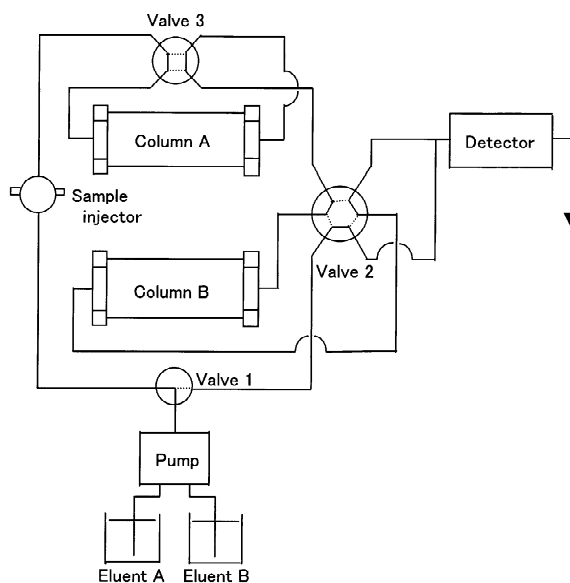 Valve 3
Column A
Detector
Sample
injector
Valve 2
Column B
Valve 1
Pump
Eluent A
Eluent B